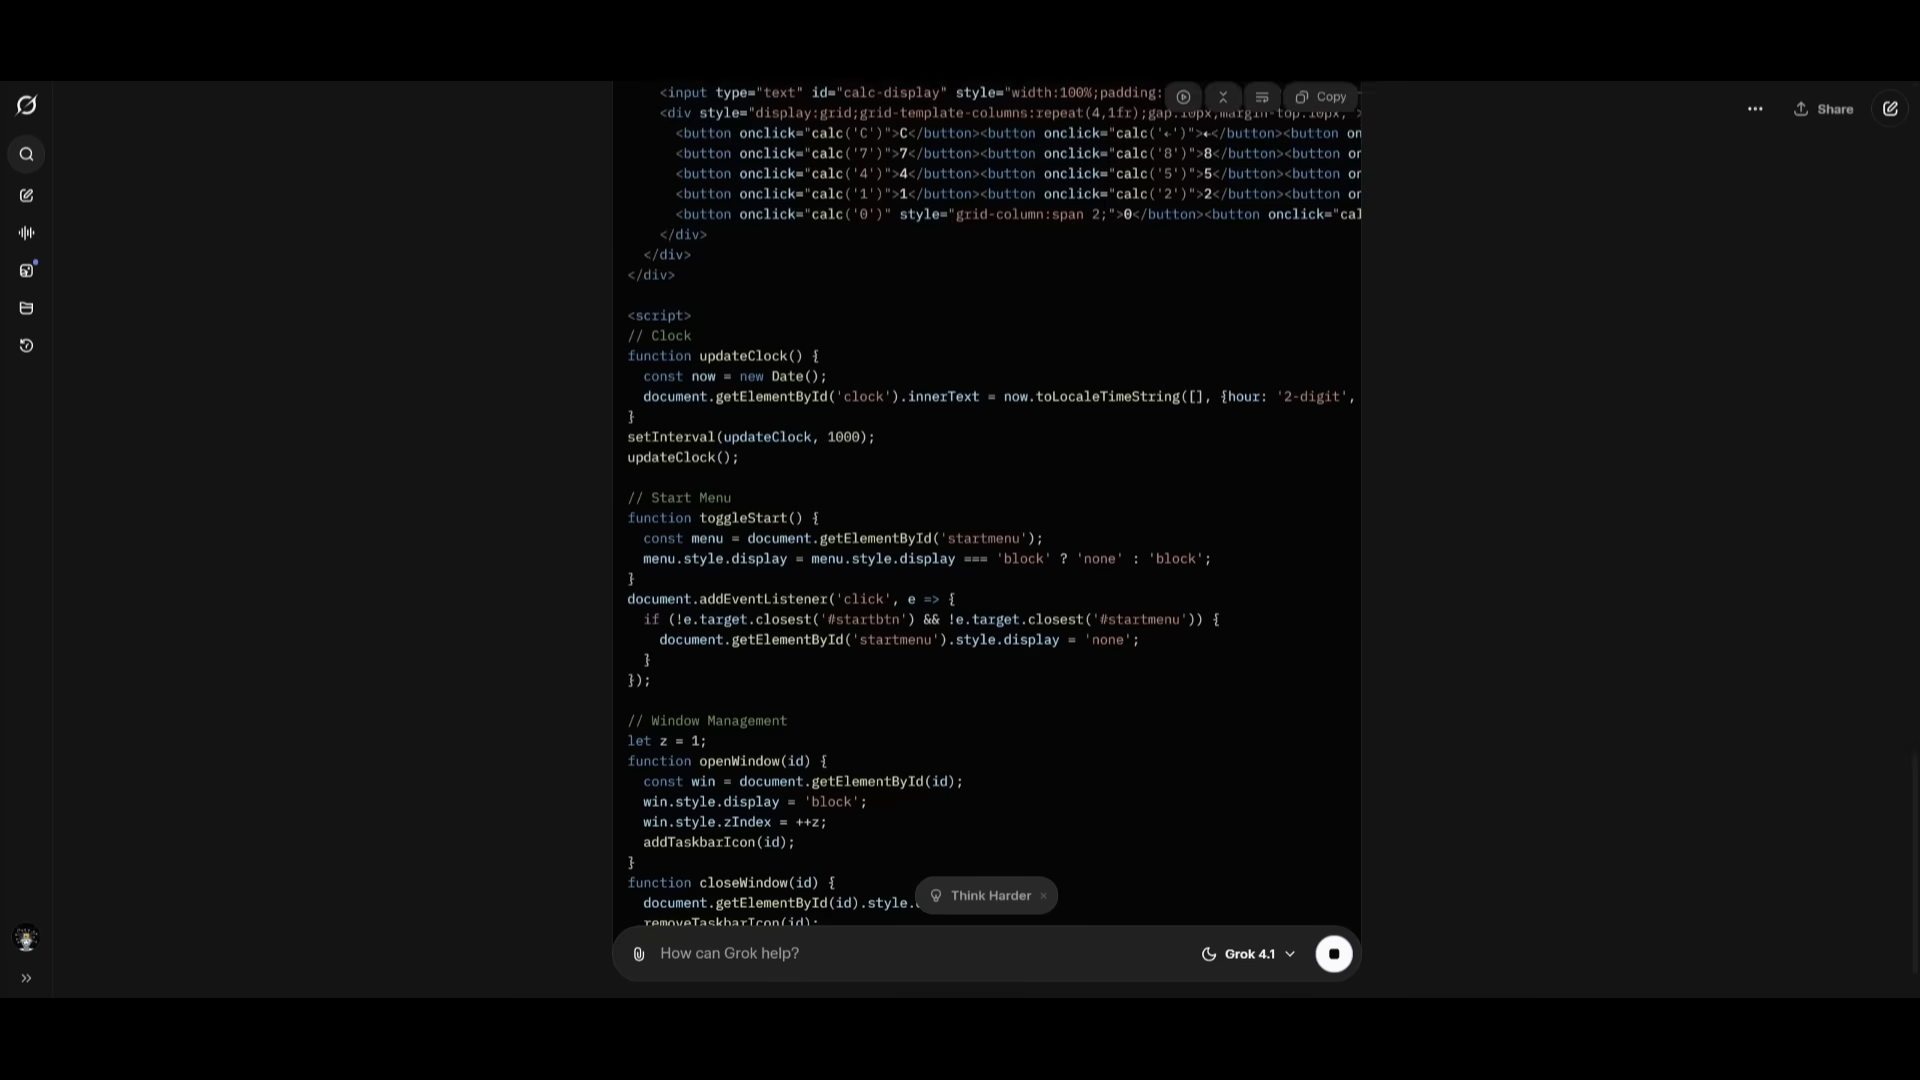 <input type="text" id="calc-display" style="width:100%;padding:
Copy
<div style="display:grid;grid-template-columns:repeat(4,1fr);gap:10px;margin-top:10px;">
Share
<button onclick="calc('C')">C</button><button onclick="calc('←')">←</button><button on
<button onclick="calc('7')">7</button><button onclick="calc('8')">8</button><button or
<button onclick="calc('4')">4</button><button onclick="calc('5')">5</button><button or
<button onclick="calc('1')">1</button><button onclick="calc('2')">2</button><button or
<button onclick="calc('0')" style="grid-column:span 2;">0</button><button onclick="cal
</div>
</div>
</div>
<script>
// Clock
function updateClock() {
const now = new Date();
document.getElementById('clock').innerText = now.toLocaleTimeString([], {hour: '2-digit',
}
setInterval(updateClock, 1000);
updateClock();
// Start Menu
function toggleStart() {
const menu = document.getElementById('startmenu');
menu.style.display = menu.style.display === 'block' ? 'none' : 'block';
}
document.addEventListener('click', e => {
if (!e.target.closest('#startbtn') && !e.target.closest('#startmenu')) {
document.getElementById('startmenu').style.display = 'none';
}
});
// Window Management
let z = 1;
function openWindow(id) {
const win = document.getElementById(id);
win.style.display = 'block';
win.style.zIndex = ++z;
addTaskbarIcon(id);
}
function closeWindow(id) {
document.getElementById(id).style.
Think Harder ×
removeTaskbarIcon(id);
How can Grok help?
Grok 4.1